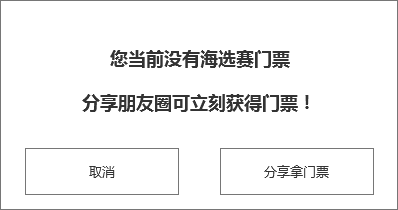 您当前没有海选赛门票
分享朋友圈可立刻获得门票！
取消
分享拿门票